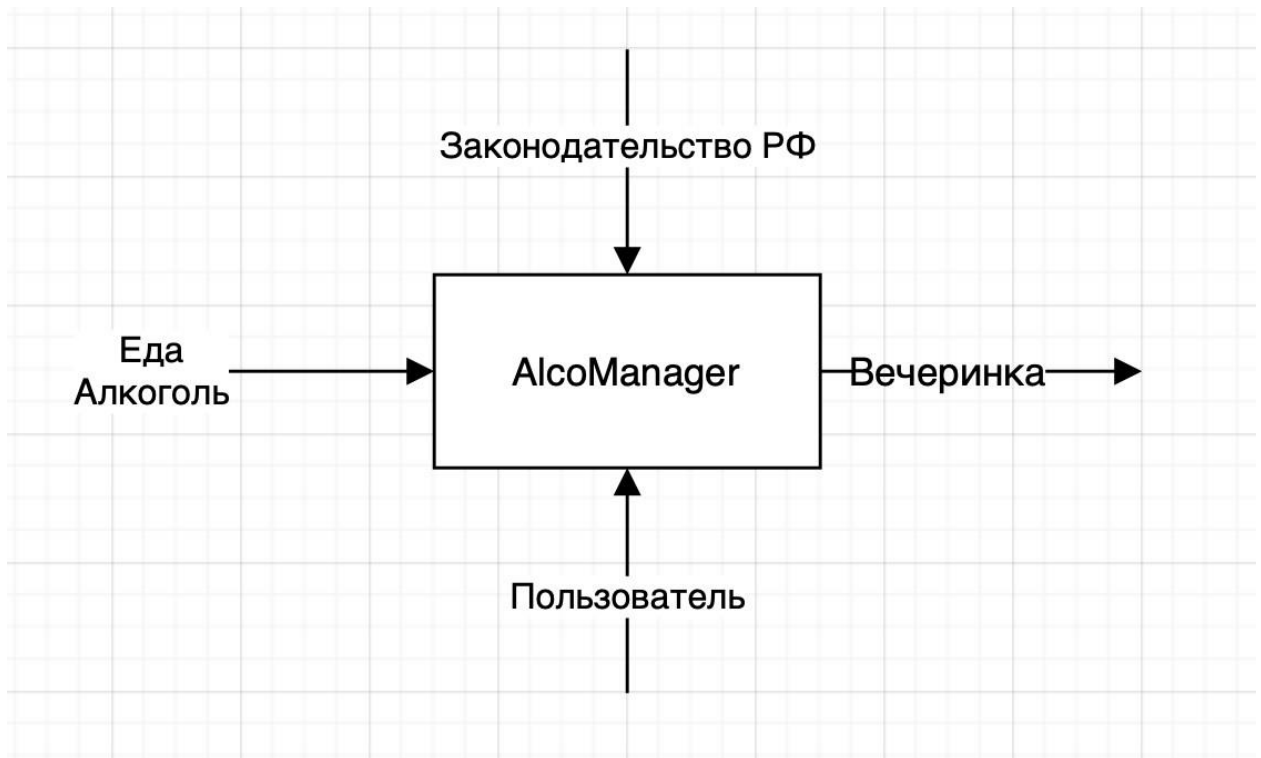 Законодательство РФ
Еда
Алкоголь
AlcoManager
Вечеринка
Пользователь